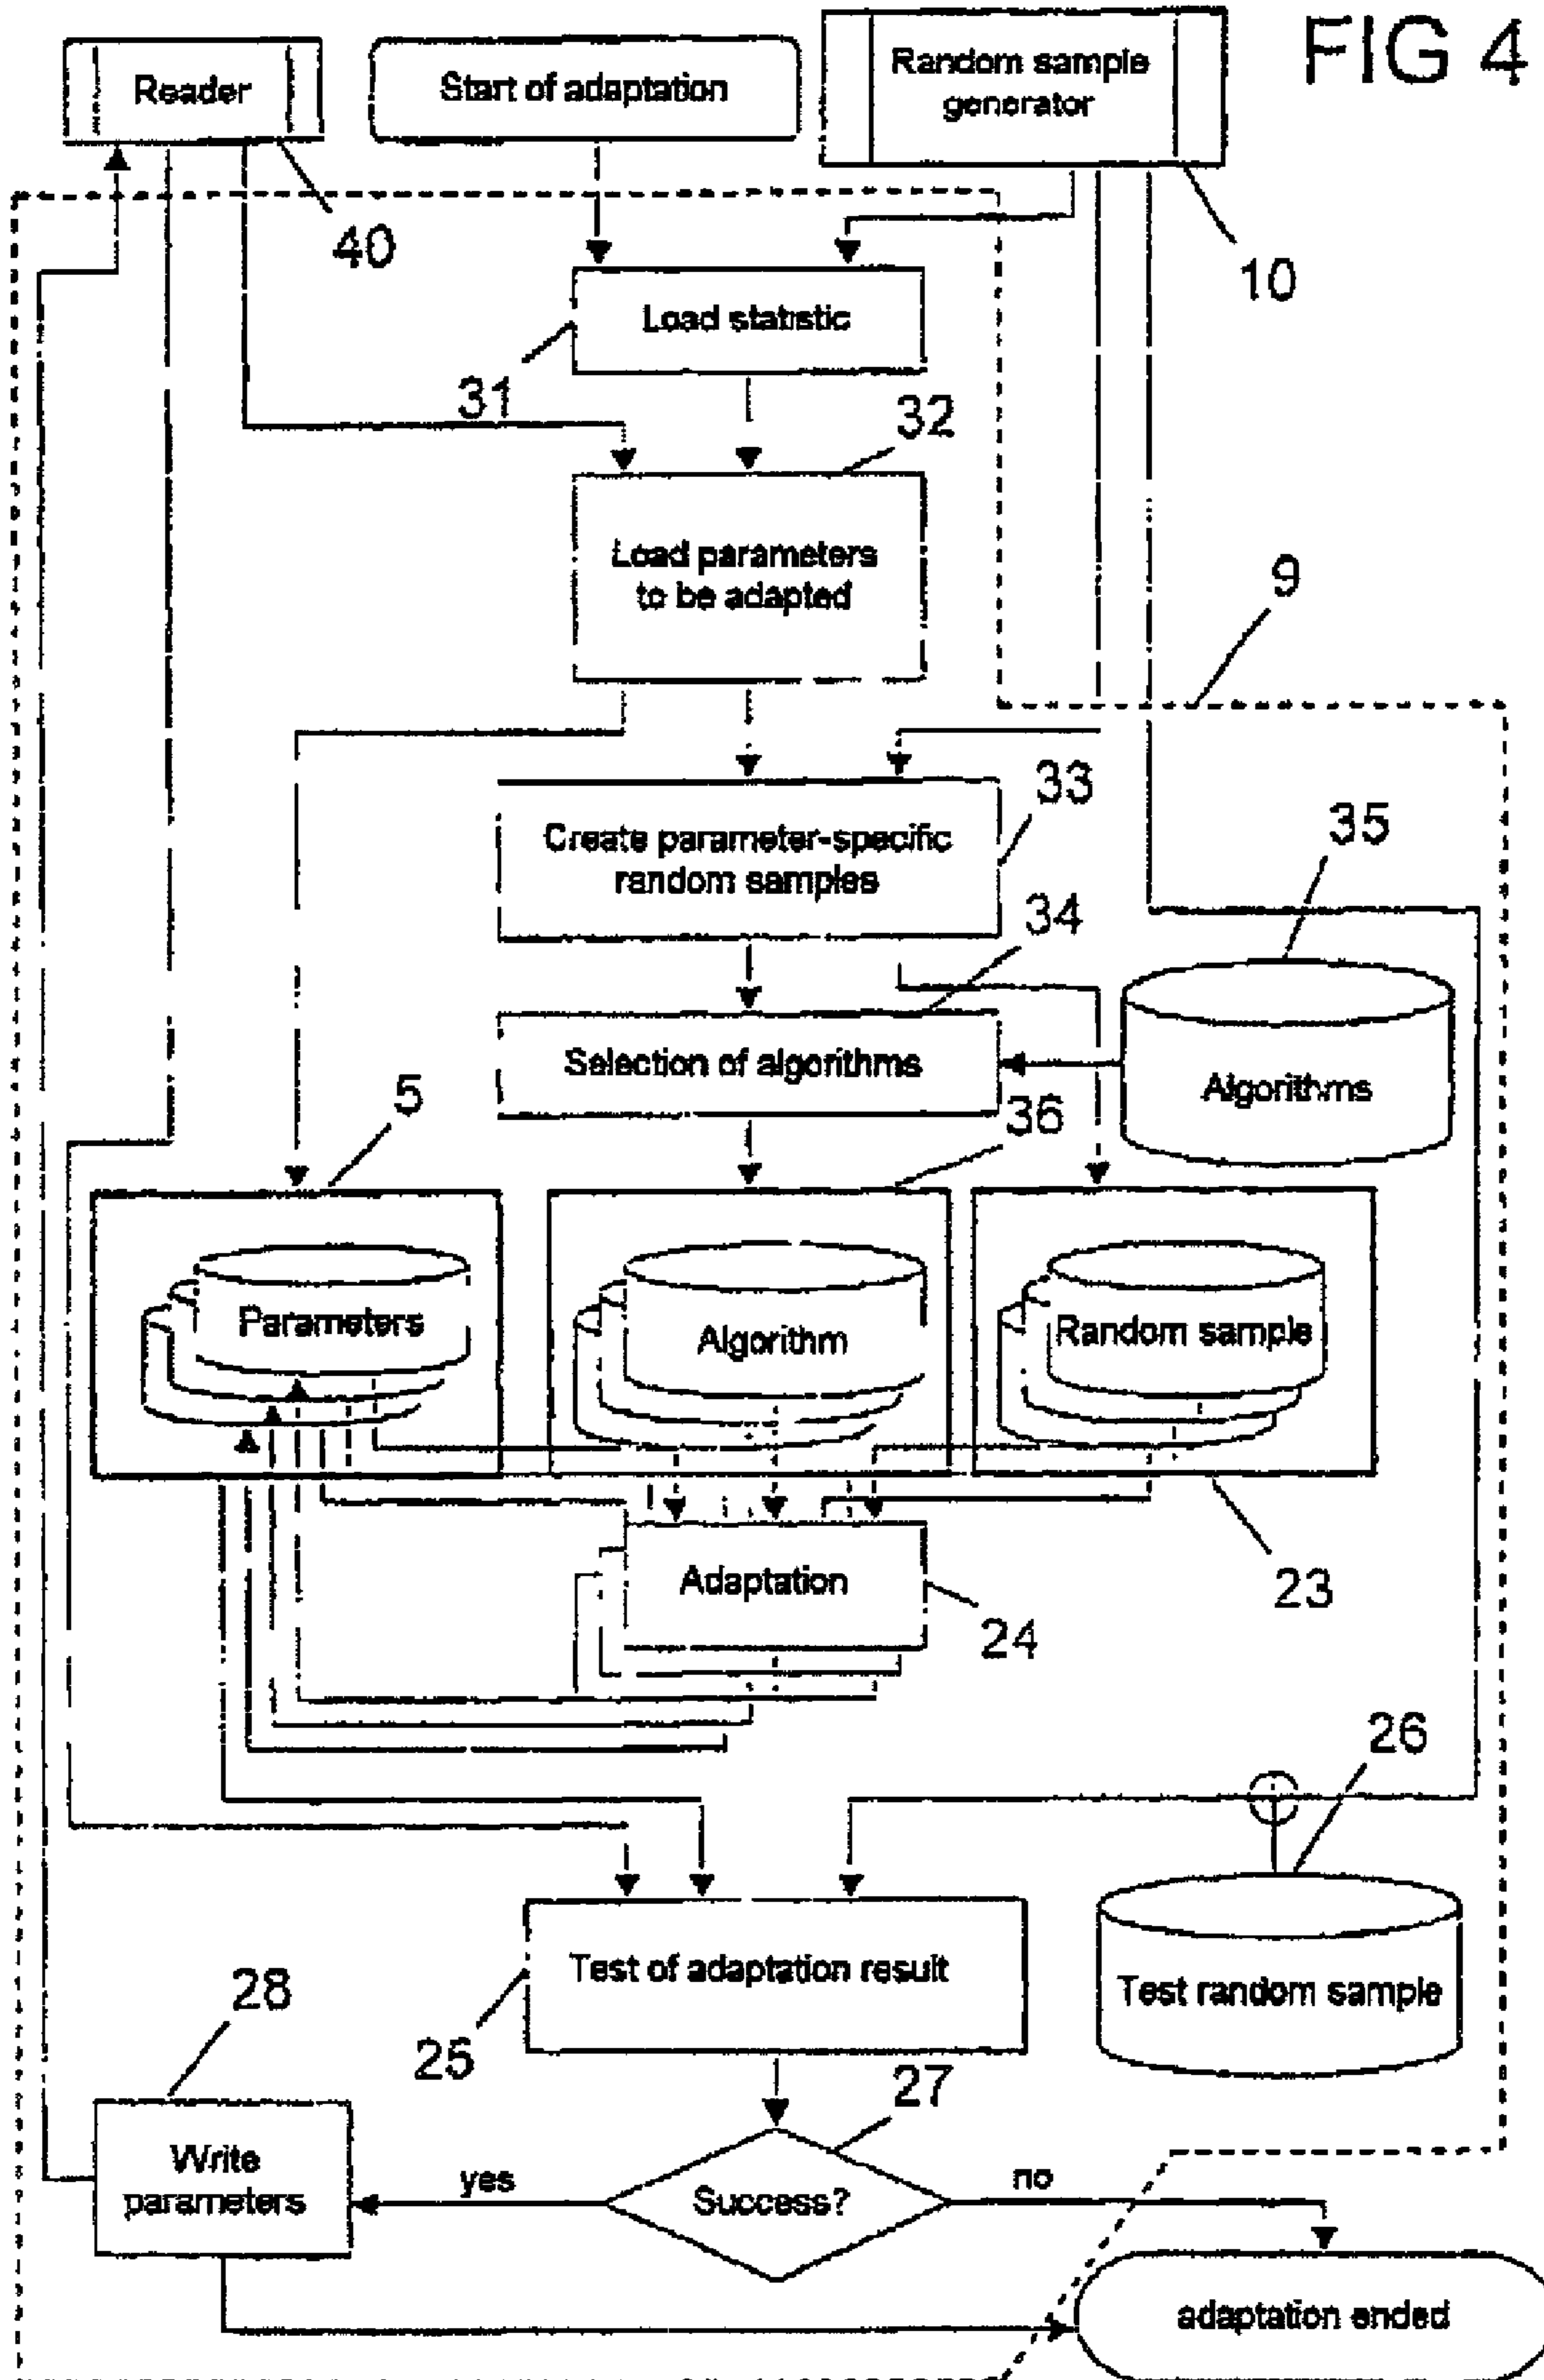 FIG 4
Reader
Start of adaptation
Random sample
generator
40
10
Load statistic
31
32
Load parameters
to be adapted
9
33
Create parameter-specific
random samples
35
34
Selection of algorithms
Algorithms
5
36
Parameters
Algorithm
Random sample
Adaptation
23
24
26
Test of adaptation result
Test random sample
28
25
27
Write
parameters
yes
Success?
no
adaptation ended